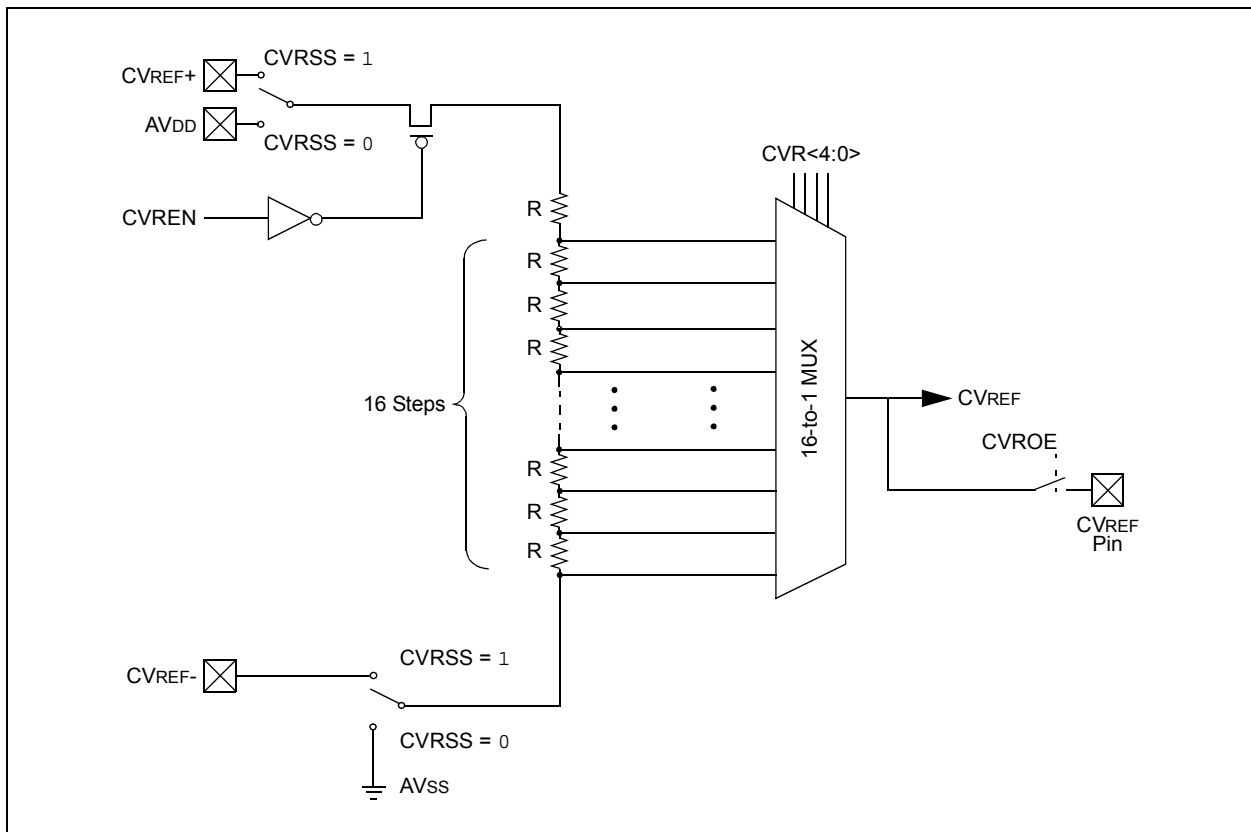 CVREF+
CVRSS = 1
AVDD
CVRSS = 0
CVREN
CVR<4:0>
R
R
R
R
16 Steps
16-to-1 MUX
CVREF
CVROE
R
R
R
CVREF
Pin
CVREF-
CVRSS = 1
CVRSS = 0
AVSS